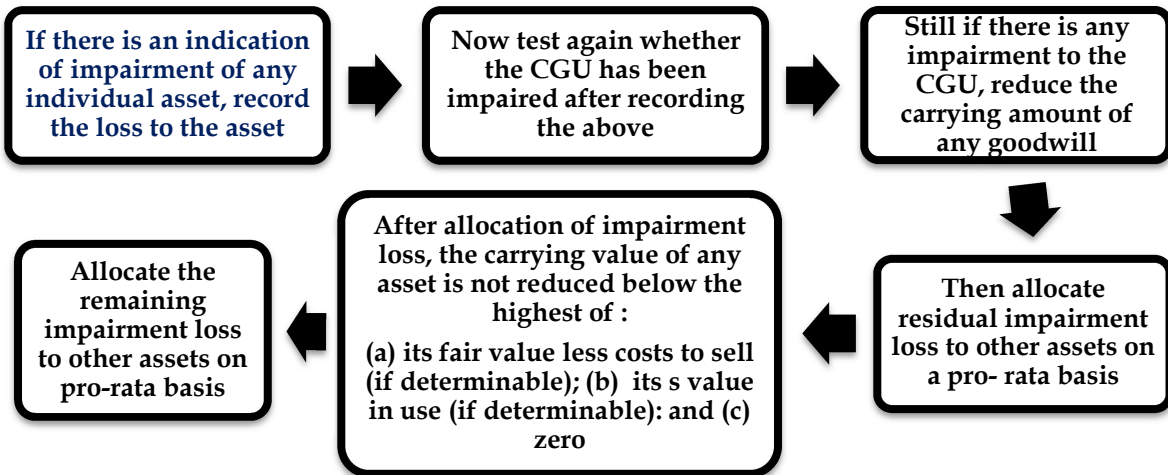 If there is an indication
of impairment of any
individual asset, record
the loss to the asset
Now test again whether
the CGU has been
impaired after recording
the above
Still if there is any
impairment to the
CGU, reduce the
carrying amount of
any goodwill
Then allocate
residual impairment
loss to other assets on
a pro- rata basis
After allocation of impairment
loss, the carrying value of any
asset is not reduced below the
highest of :
(a) its fair value less costs to sell
(if determinable); (b) its s value
in use (if determinable): and (c)
zero
Allocate the
remaining
impairment loss
to other assets on
pro-rata basis